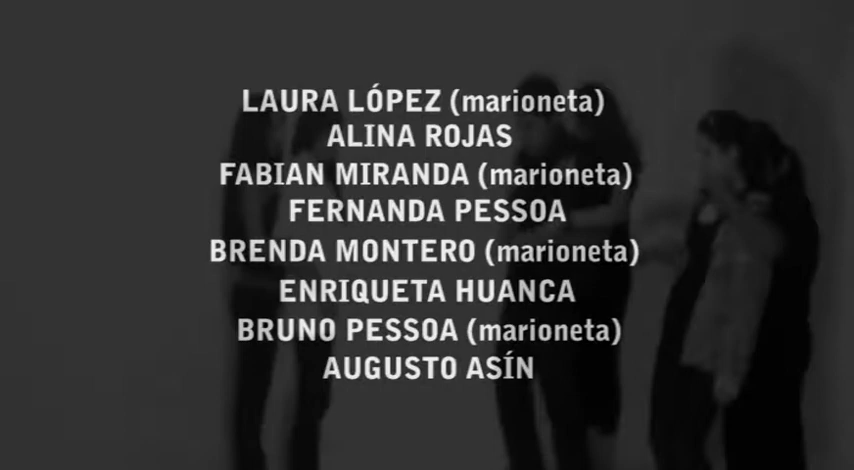 LAURA LÓPEZ (marioneta)
ALINA ROJAS
FABIAN MIRANDA (marioneta)
FERNANDA PESSOA
BRENDA MONTERO (marioneta)
ENRIQUETA HUANCA
BRUNO PESSOA (marioneta)
AUGUSTO ASÍN